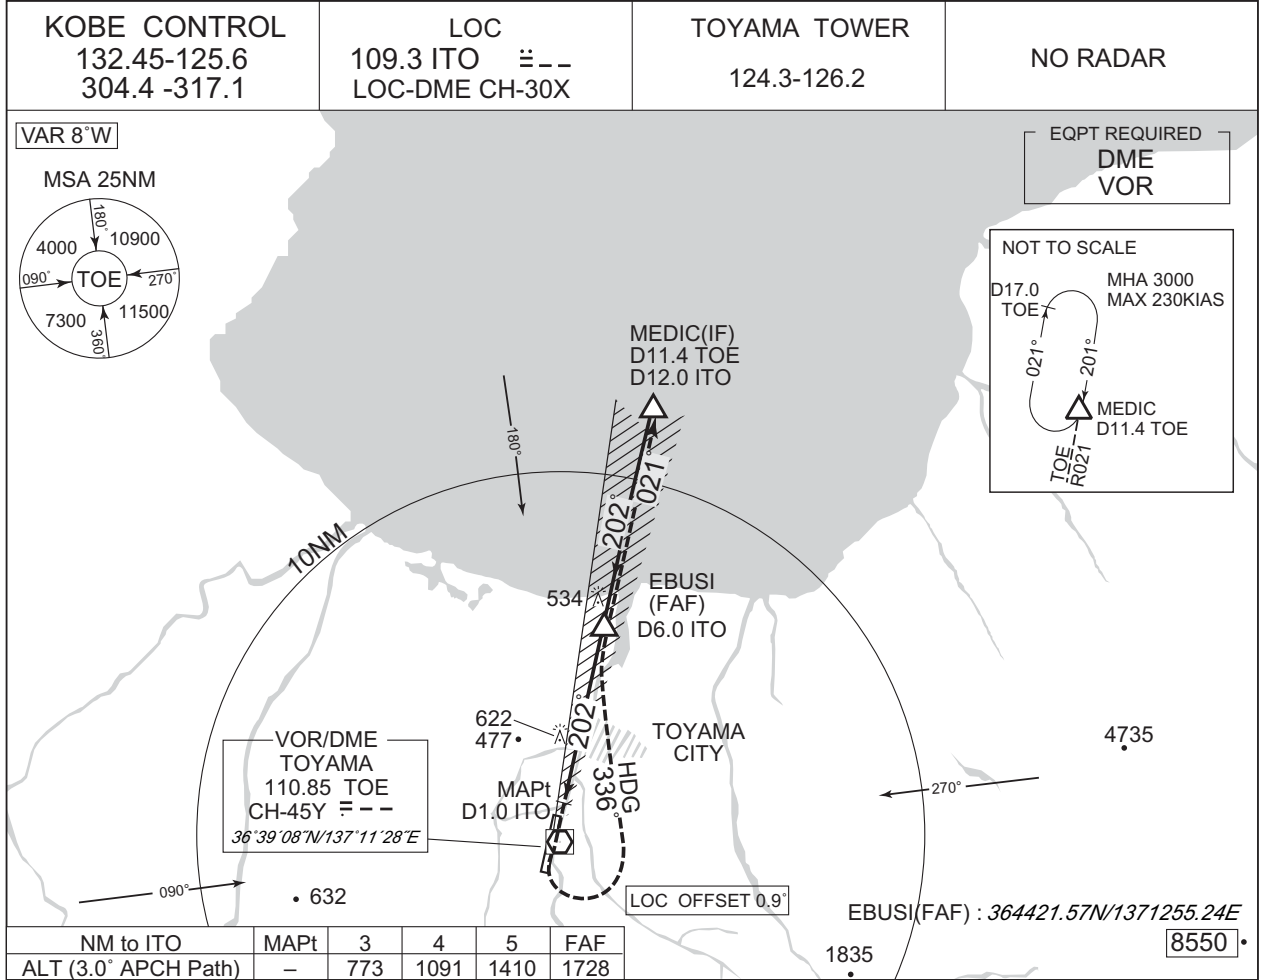 KOBE CONTROL
132.45-125.6
304.4 -317.1
LOC
109.3 ITO
LOC-DME CH-30X
TOYAMA TOWER
124.3-126.2
NO RADAR
VAR 8˚W
MSA 25NM
180˚
4000
10900
090˚
TOE
270˚
7300
11500
360˚
EQPT REQUIRED
DME
VOR
NOT TO SCALE
D17.0
TOE
MHA 3000
MAX 230KIAS
021°
201°
MEDIC
D11.4 TOE
TOE
R021
MEDIC(IF)
D11.4 TOE
D12.0 ITO
180°
021°
202°
10NM
534
EBUSI
(FAF)
D6.0 ITO
622
477
202°
TOYAMA
CITY
4735
VOR/DME
TOYAMA
110.85 TOE
CH-45Y
36˚39´08˝N/137˚11´28˝E
MAPt
D1.0 ITO
HDG
336°
270°
090°
632
LOC OFFSET 0.9˚
EBUSI(FAF) : 364421.57N/1371255.24E
8550
1835
NM to ITO MAPt 3 4 5 FAF
ALT (3.0˚ APCH Path) – 773 1091 1410 1728